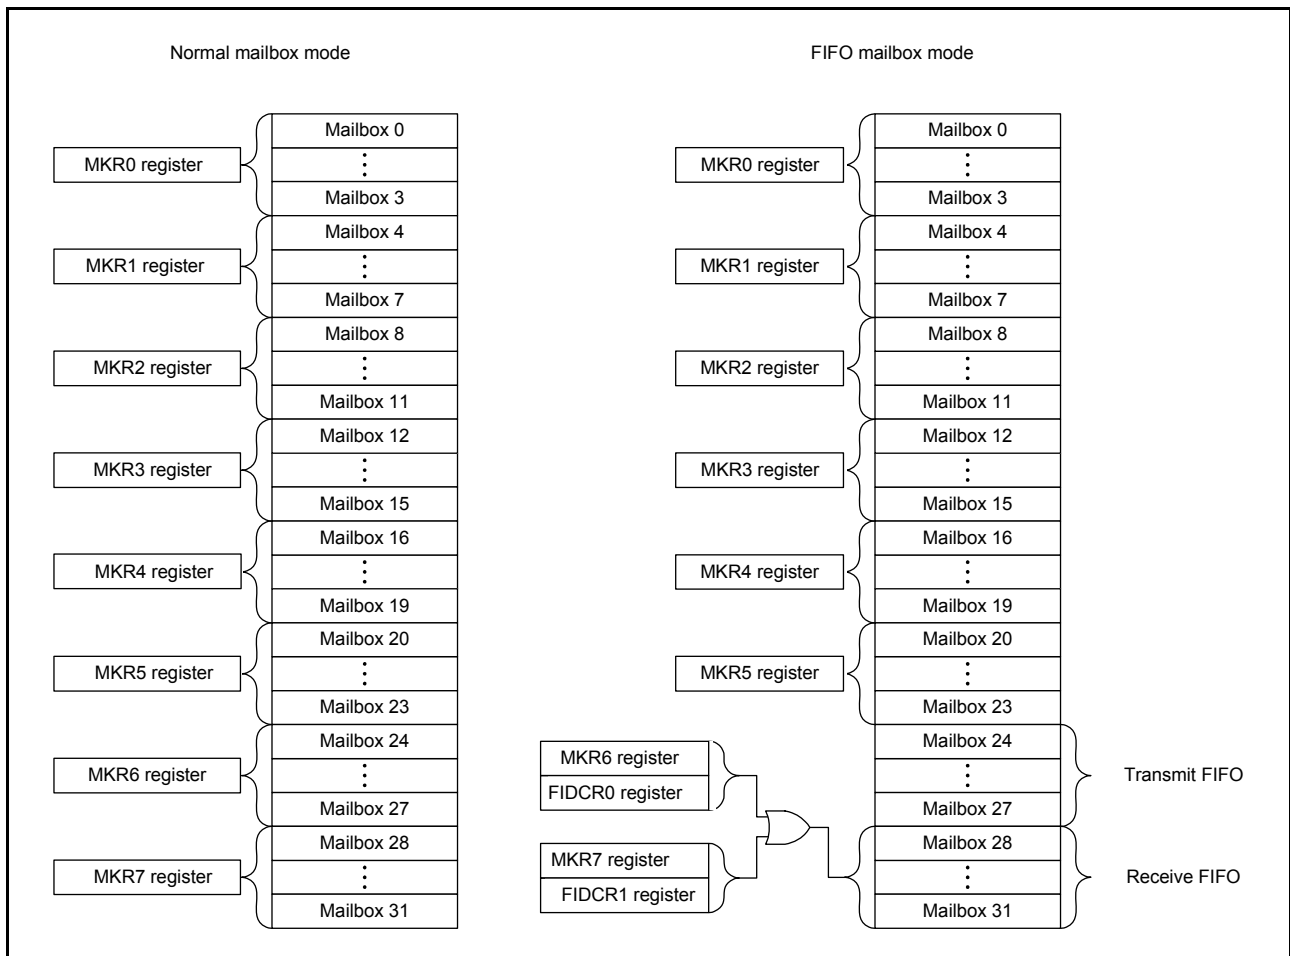 Normal mailbox mode
Mailbox 0
MKR0 register
Mailbox 3
Mailbox 4
MKR1 register
Mailbox 7
Mailbox 8
MKR2 register
Mailbox 11
Mailbox 12
MKR3 register
Mailbox 15
Mailbox 16
MKR4 register
Mailbox 19
Mailbox 20
MKR5 register
Mailbox 23
Mailbox 24
MKR6 register
Mailbox 27
Mailbox 28
MKR7 register
Mailbox 31
FIFO mailbox mode
Mailbox 0
MKR0 register
Mailbox 3
Mailbox 4
MKR1 register
Mailbox 7
Mailbox 8
MKR2 register
Mailbox 11
Mailbox 12
MKR3 register
Mailbox 15
Mailbox 16
MKR4 register
Mailbox 19
Mailbox 20
MKR5 register
Mailbox 23
Mailbox 24
MKR6 register
FIDCR0 register
Transmit FIFO
Mailbox 27
Mailbox 28
MKR7 register
FIDCR1 register
Receive FIFO
Mailbox 31